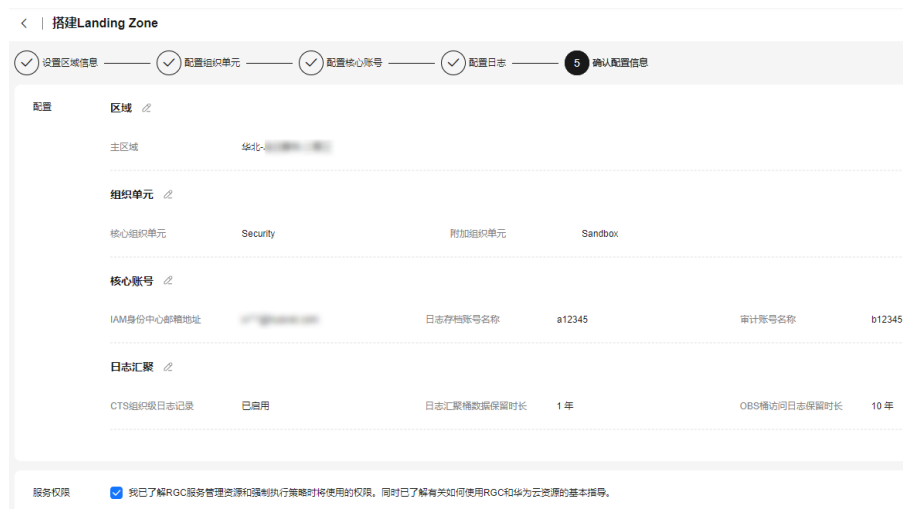 搭建Landing Zone
设置区域信息 配置组织单元 配置核心账号 配置日志 5 确认配置信息
配置 区域
主区域 华北-
组织单元
核心组织单元 Security 附加组织单元 Sandbox
核心账号
IAM身份中心邮箱地址 日志存档账号名称 a12345 审计账号名称 b12345
日志汇聚
CTS组织级日志记录 已启用 日志汇聚桶数据保留时长 1 年 OBS桶访问日志保留时长 10 年
服务权限 我已了解RGC服务管理资源和强制执行策略时将使用的权限。同时已了解有关如何使用RGC和华为云资源的基本指导。